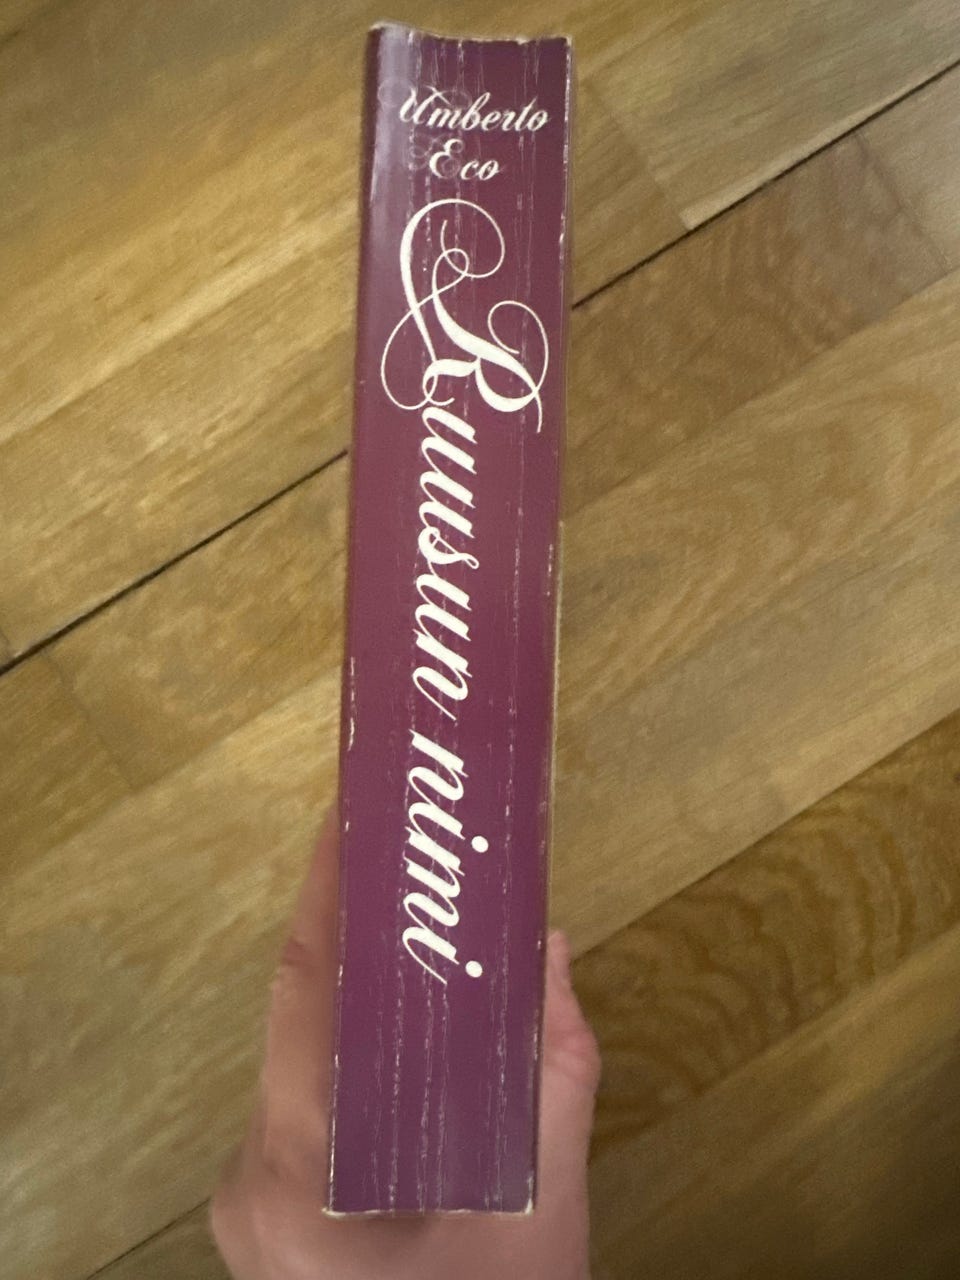 Umberto
Eco
Ruusun nimi